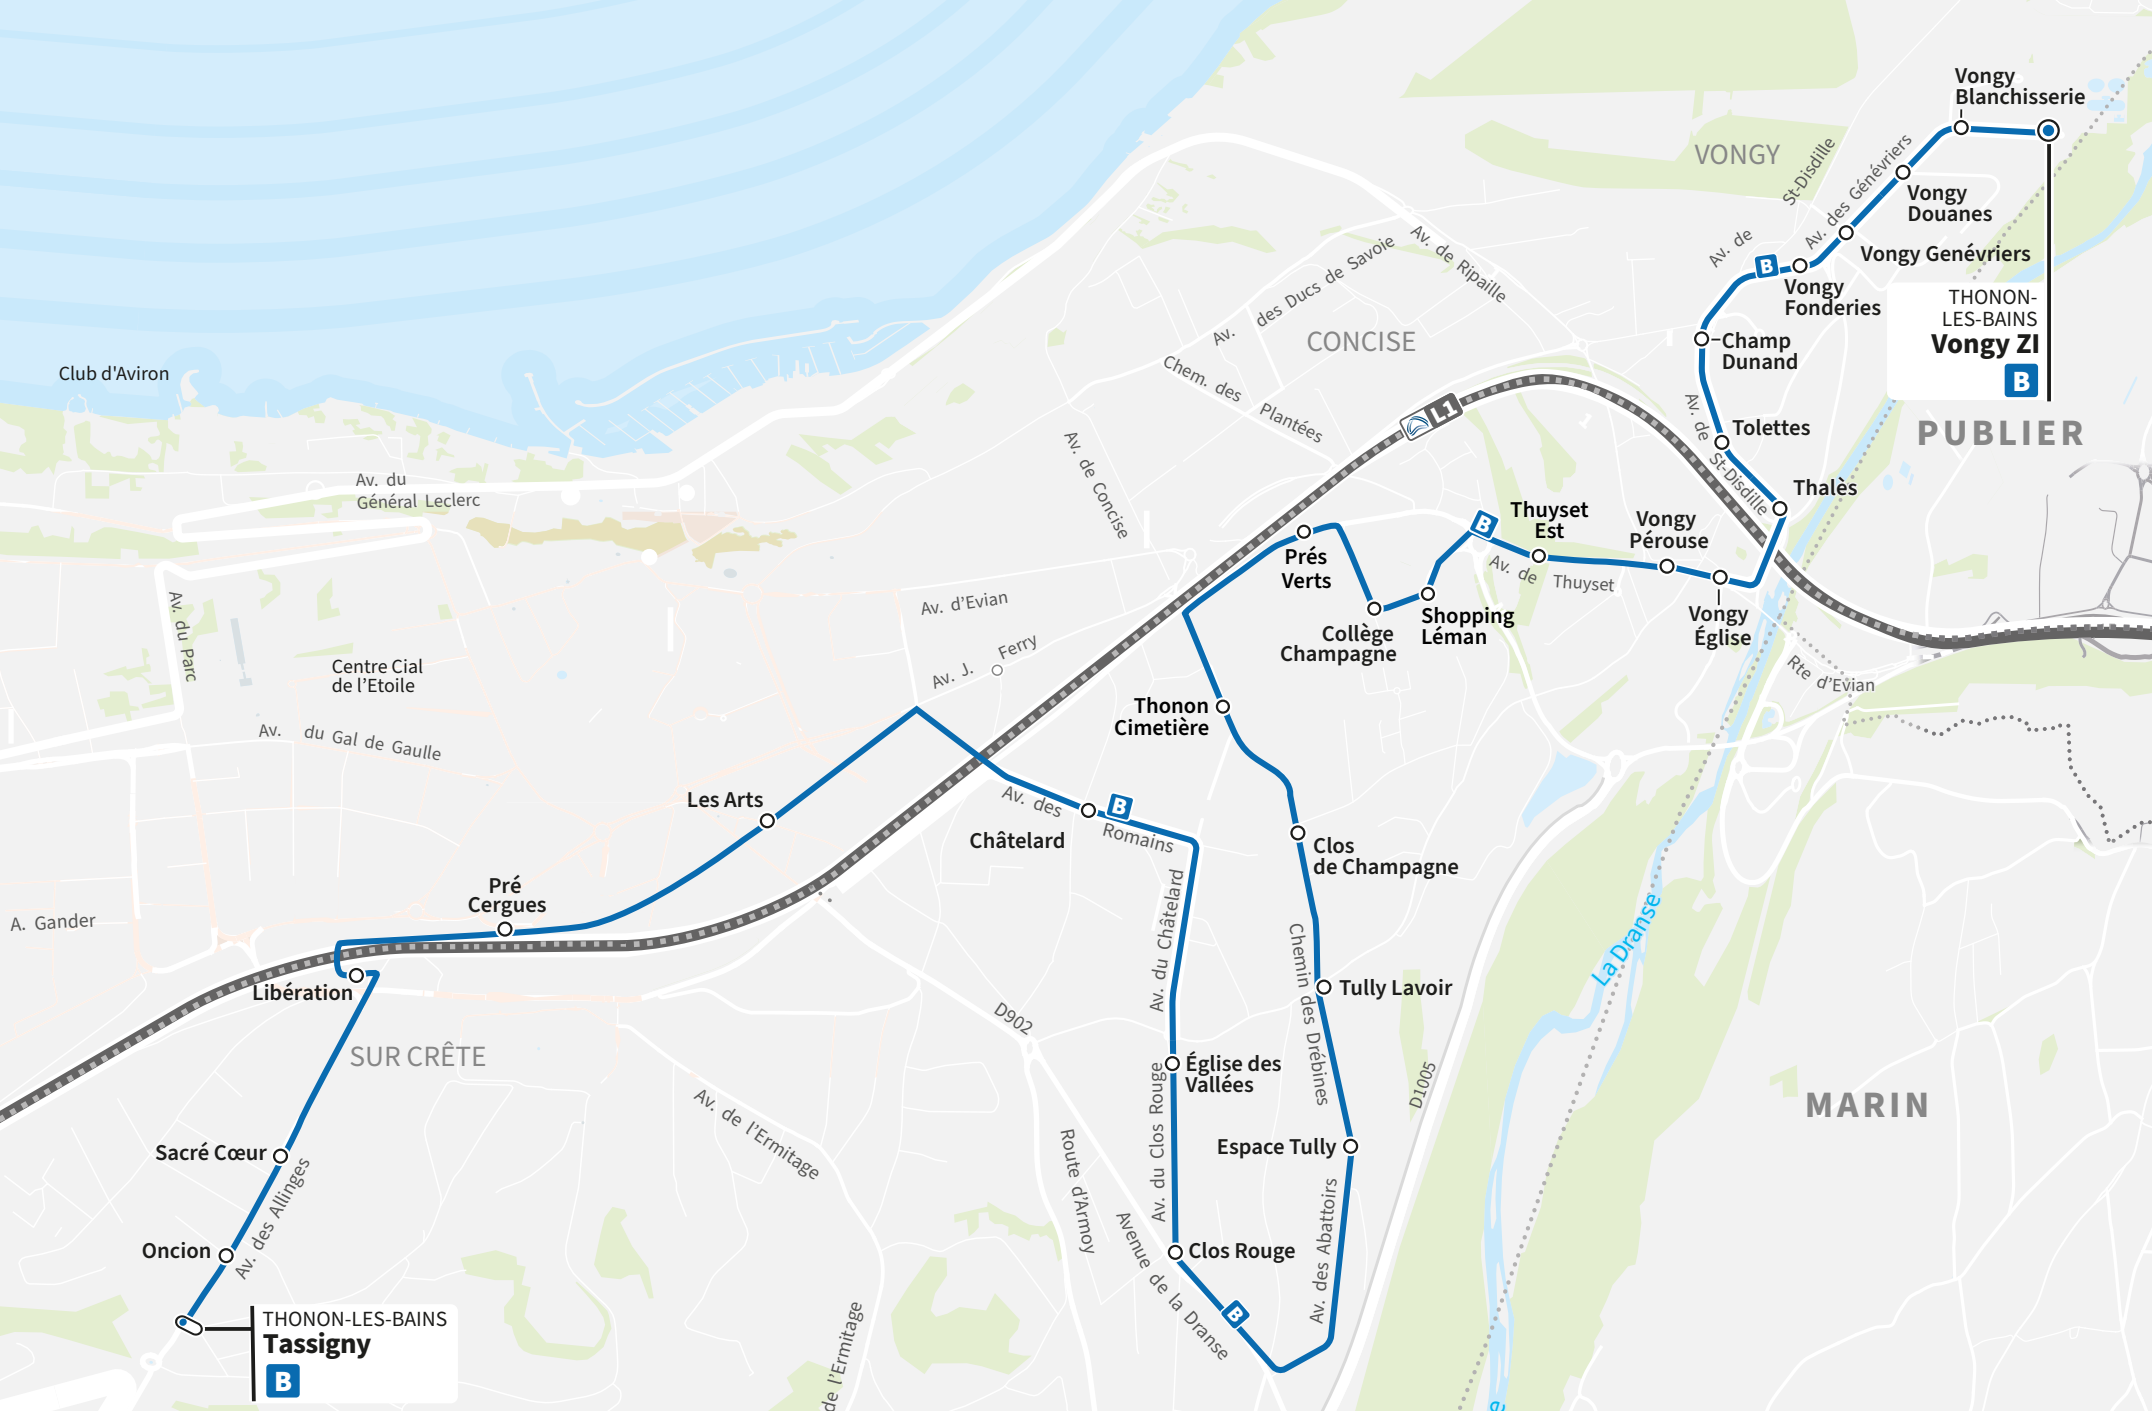 Vongy
Blanchisserie
VONGY
St-Disdille
Av. des Génévriers
Vongy
Douanes
Av. de
B
Vongy Genévriers
Vongy
Fonderies
THONON-
LES-BAINS
Vongy ZI
B
Champ
Dunand
PUBLIER
Av. de
St-Disdille
Tolettes
Thalès
Av. de Ripaille
Av. des Ducs de Savoie
CONCISE
Chem. des Plantées
L1
1
Av. de Concise
Club d'Aviron
Av. du
Général Leclerc
Av. du Parc
Centre Cial
de l'Etoile
Av. du Gal de Gaulle
Av. d'Evian
Av. J. Ferry
Prés
Verts
B
Thuyset
Est
Av. de Thuyset
Vongy
Pérouse
Vongy
Église
Shopping
Léman
Collège
Champagne
Rte d'Evian
Thonon
Cimetière
Les Arts
Av. des Romains
B
Châtelard
Clos
de Champagne
Pré
Cergues
A. Gander
Libération
Av. du Châtelard
Chemin des Drébines
Tully Lavoir
La Dranse
D902
SUR CRÊTE
Église des
Vallées
D1005
MARIN
Av. de l'Ermitage
Route d'Armoy
Av. du Clos Rouge
Espace Tully
Sacré Cœur
Av. des Allinges
Oncion
Clos Rouge
Av. des Abattoirs
Avenue de la Dranse
B
THONON-LES-BAINS
Tassigny
B
de l'Ermitage
e